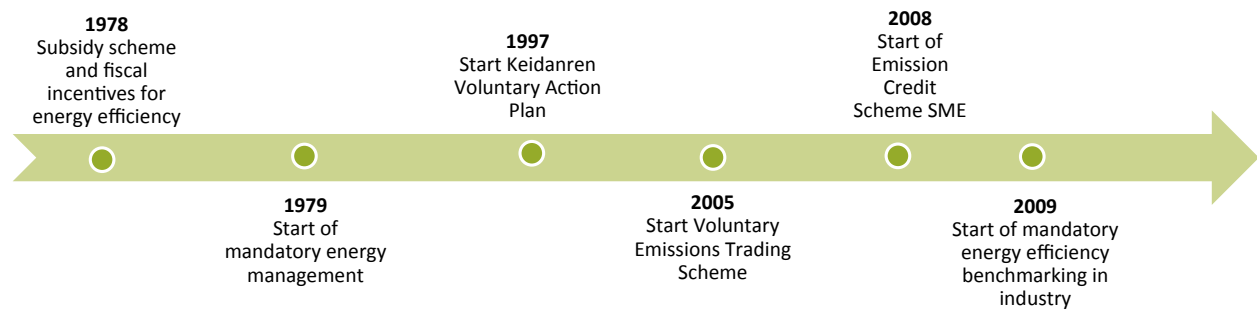 1978
Subsidy scheme
and fiscal
incentives for
energy efficiency
1979
Start of
mandatory energy
management
1997
Start Keidanren
Voluntary Action
Plan
2005
Start Voluntary
Emissions Trading
Scheme
2008
Start of
Emission
Credit
Scheme SME
2009
Start of mandatory
energy efficiency
benchmarking in
industry